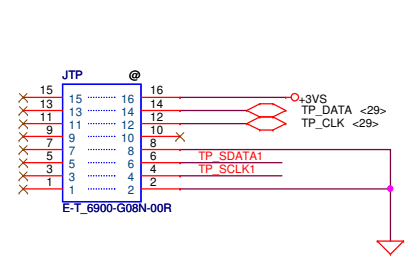 JTP @
15 15 16 16 +3VS
13 13 14 14 TP_DATA <29>
11 11 12 12 TP_CLK <29>
9 9 10 10
7 7 8 8
5 5 6 6 TP_SDATA1
3 3 4 4 TP_SCLK1
1 1 2 2
E-T_6900-G08N-00R